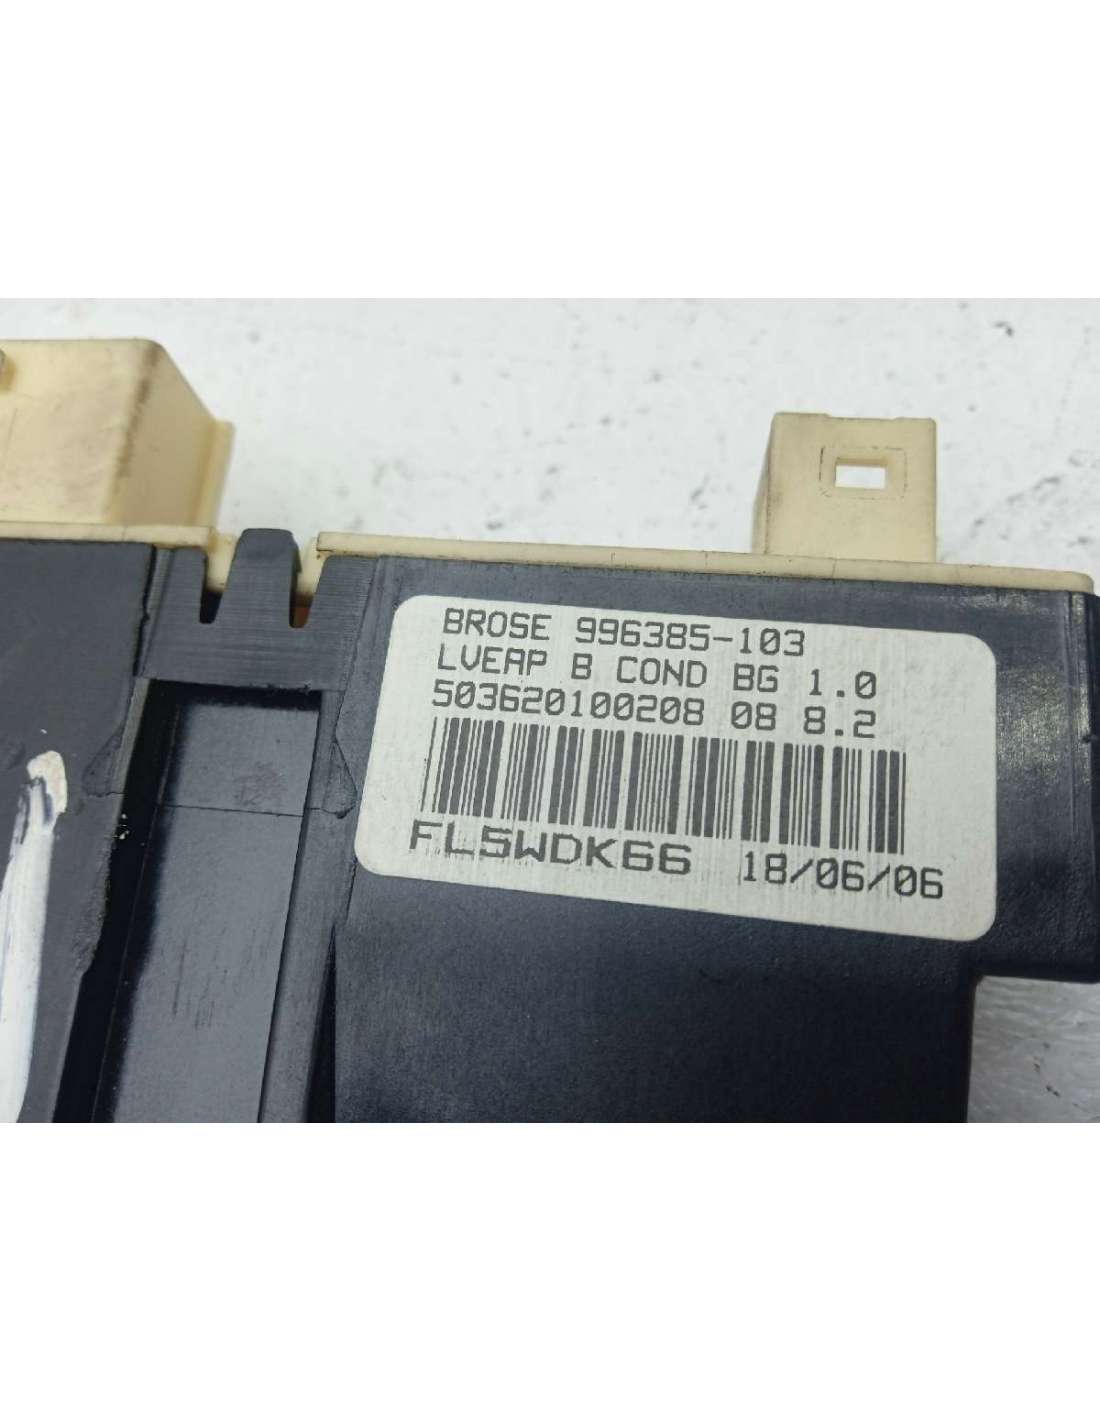 BROSE 996385-103
LVEAP B COND BG 1.0
503620100208 08 8.2
FL5WDK66 18/06/06